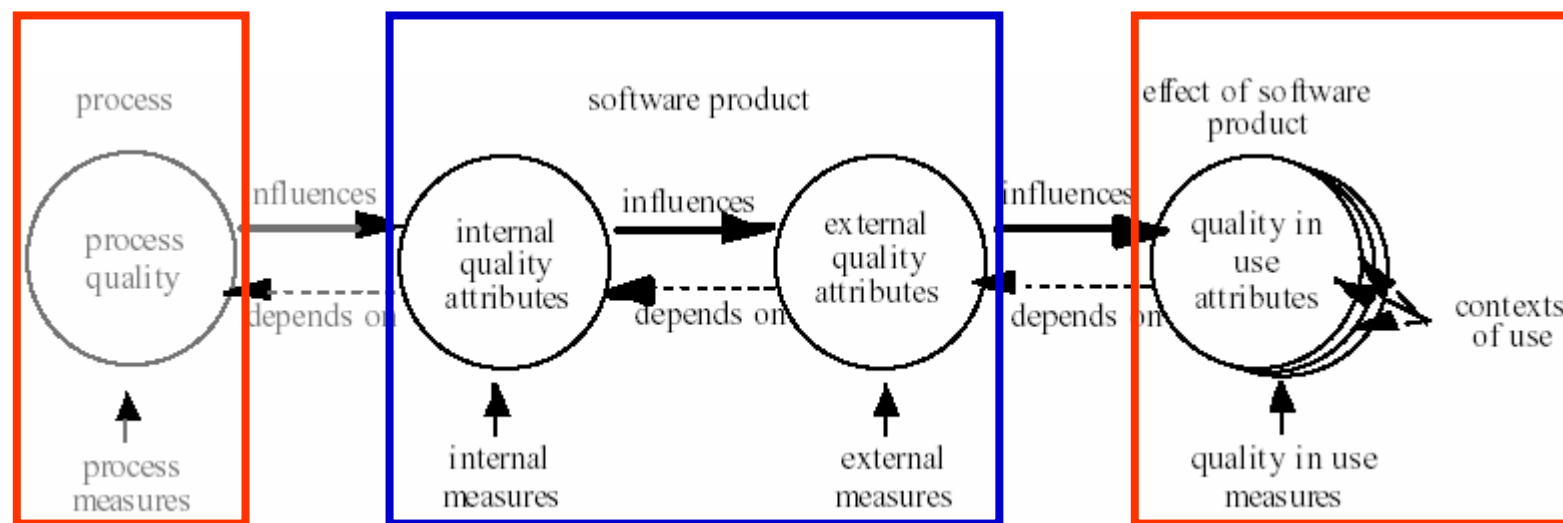 process
software product
effect of software
product
nfluences
influences
influences
process
quality
internal
quality
attributes
external
quality
attributes
quality in
use
attributes
depends on
depends on
depends on
contexts
of use
process
measures
internal
measures
external
measures
quality in use
measures